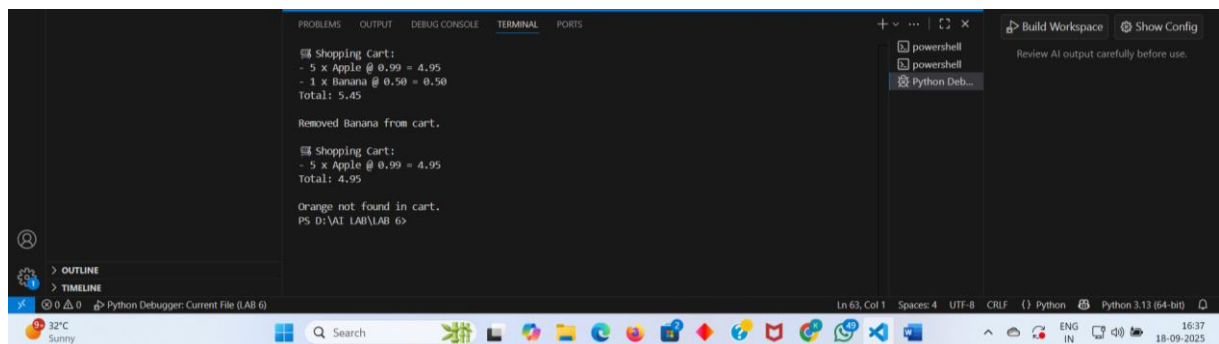 PROBLEMS OUTPUT DEBUG CONSOLE TERMINAL PORTS
Build Workspace Show Config
Review AI output carefully before use.
powershell
powershell
Python Deb...
Shopping Cart:
- 5 x Apple @ 0.99 = 4.95
- 1 x Banana @ 0.50 = 0.50
Total: 5.45
Removed Banana from cart.
Shopping Cart:
- 5 x Apple @ 0.99 = 4.95
Total: 4.95
Orange not found in cart.
PS D:\AI LAB\LAB 6>
1
> OUTLINE
> TIMELINE
0 0 Python Debugger: Current File (LAB 6) Ln 63, Col 1 Spaces: 4 UTF-8 CRLF {} Python Python 3.13 (64-bit)
9+ 32°C
Sunny
Search
2
49
ENG
IN
16:37
18-09-2025